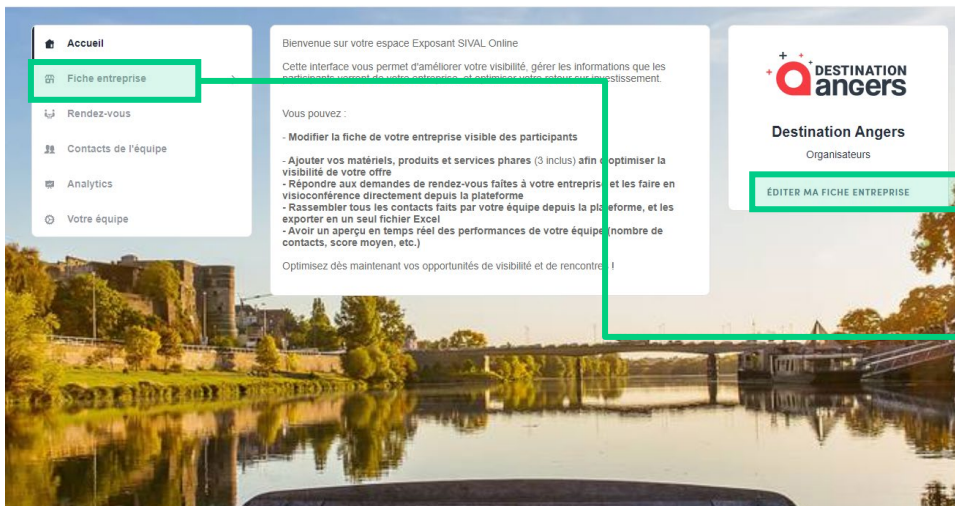 Accueil
Fiche entreprise
Rendez-vous
Contacts de l'équipe
Analytics
Votre équipe
Bienvenue sur votre espace Exposant SIVAL Online
Cette interface vous permet d'améliorer votre visibilité, gérer les informations que les
participants verront de votre entreprise, et optimiser votre retour sur investissement.
Vous pouvez :
- Modifier la fiche de votre entreprise visible des participants
- Ajouter vos matériels, produits et services phares (3 inclus) afin d'optimiser la
visibilité de votre offre
- Répondre aux demandes de rendez-vous faîtes à votre entreprise et les faire en
visioconférence directement depuis la plateforme
- Rassembler tous les contacts faits par votre équipe depuis la plateforme, et les
exporter en un seul fichier Excel
- Avoir un aperçu en temps réel des performances de votre équipe (nombre de
contacts, score moyen, etc.)
Optimisez dès maintenant vos opportunités de visibilité et de rencontres !
DESTINATION
angers
Destination Angers
Organisateurs
ÉDITER MA FICHE ENTREPRISE